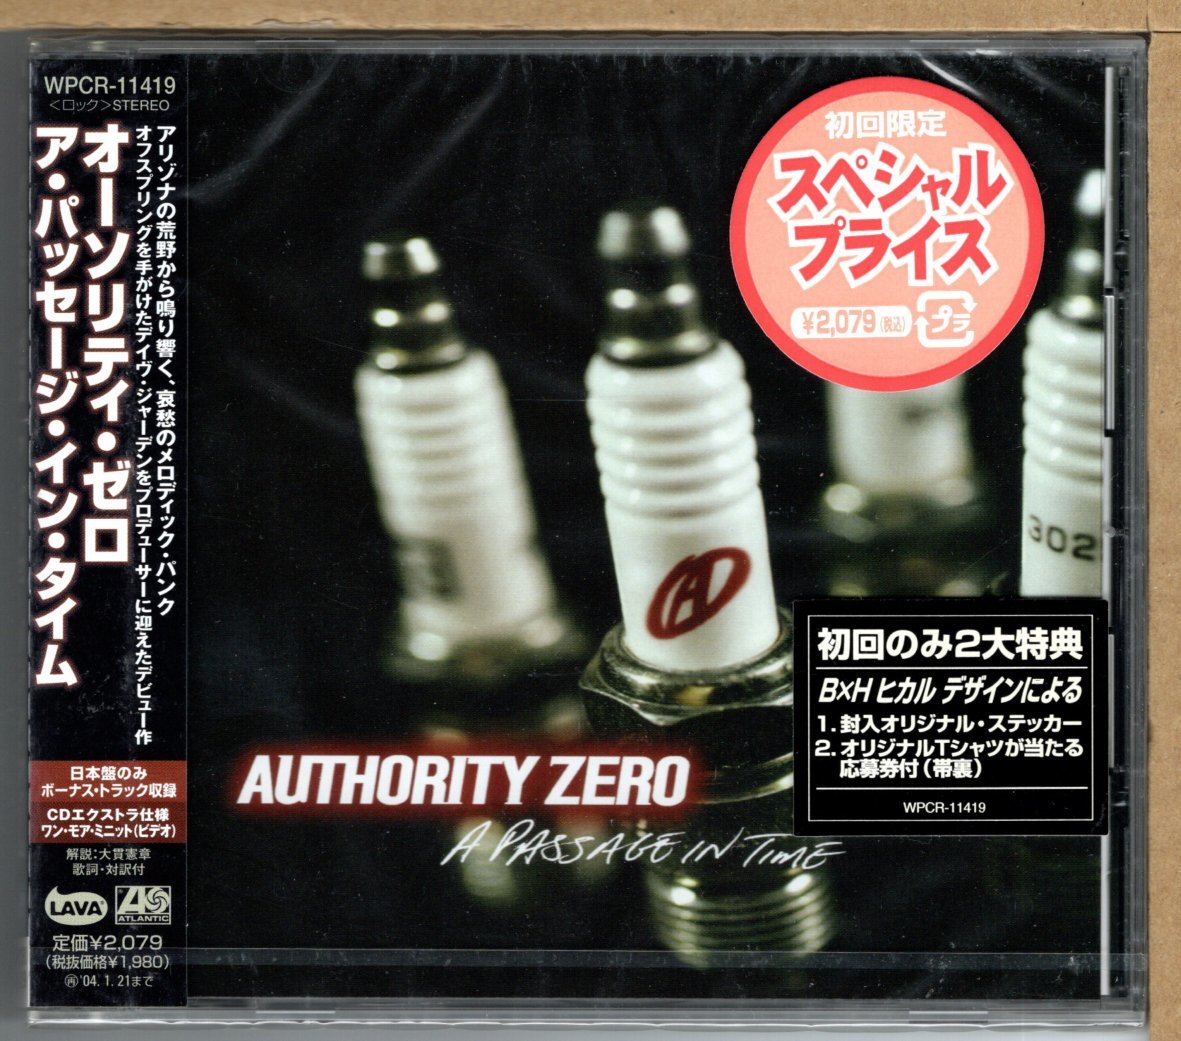 WPCR-11419
<ロック>STEREO
アリゾナの荒野から鳴り響く、哀愁のメロディック・パンク
オフスプリングを手がけたデイヴ・ジャーデンをプロデューサーに迎えたデビュー作
オーソリティ・ゼロ
ア・パッセージ・イン・タイム
日本盤のみ
ボーナス・トラック収録
CDエクストラ仕様
ワン・モア・ミニット(ビデオ)
解説:大貫憲章
歌詞・対訳付
LAVA
ATLANTIC
定価¥2,079
(税抜価格¥1,980)
㊢'04.1.21まで
初回限定
スペシャル
プライス
¥2,079(税込)
プラ
302
AUTHORITY ZERO
A PASSAGE IN TIME
初回のみ2大特典
B×H ヒカル デザインによる
1.封入オリジナル・ステッカー
2.オリジナルTシャツが当たる
応募券付(帯裏)
WPCR-11419